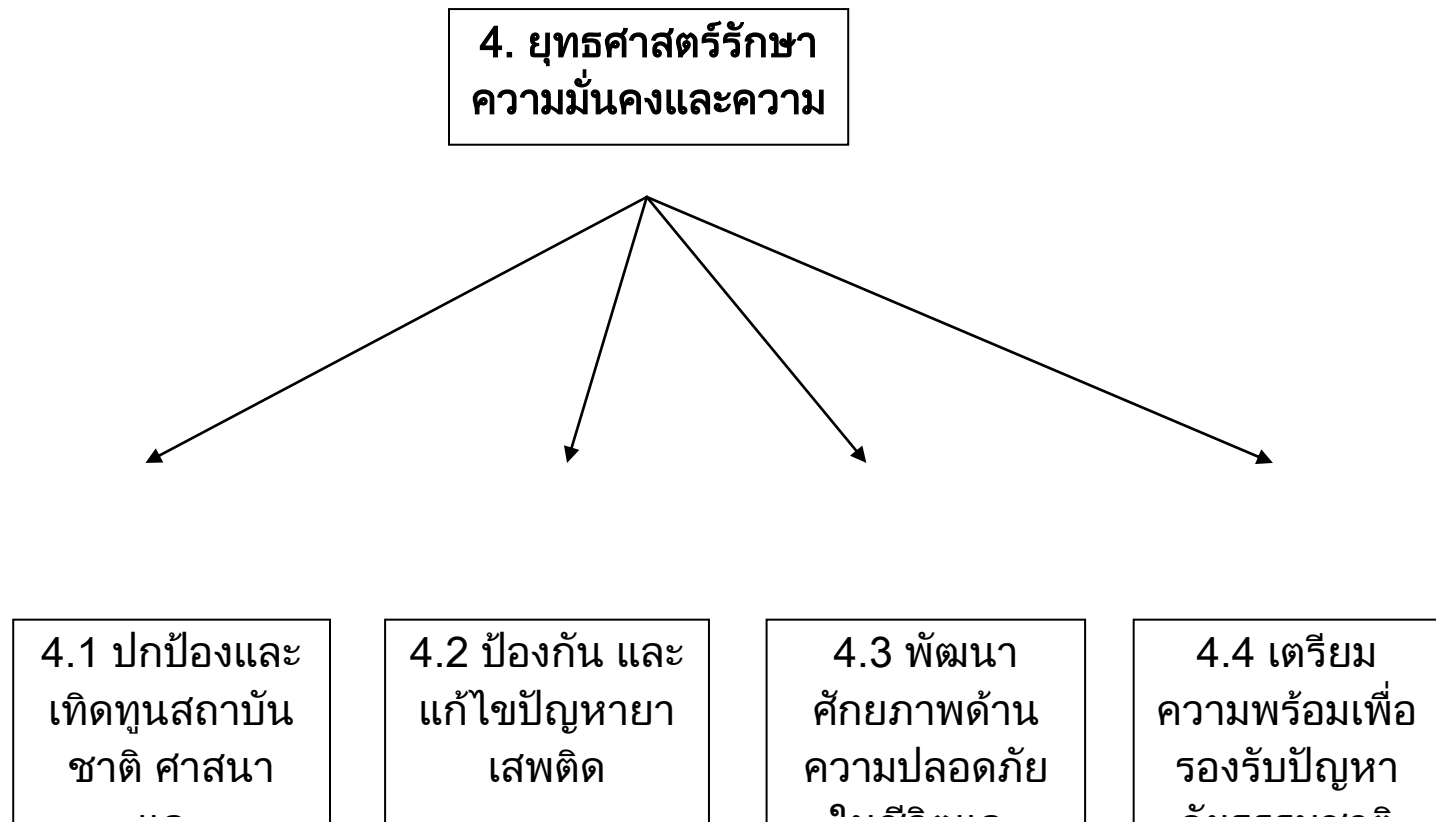 4. ยุทธศาสตร์รักษา
ความมั่นคงและความ
4.1 ปกป้องและ
เทิดทูนสถาบัน
ชาติ ศาสนา
4.2 ป้องกัน และ
แก้ไขปัญหายา
เสพติด
4.3 พัฒนา
ศักยภาพด้าน
ความปลอดภัย
4.4 เตรียม
ความพร้อมเพื่อ
รองรับปัญหา